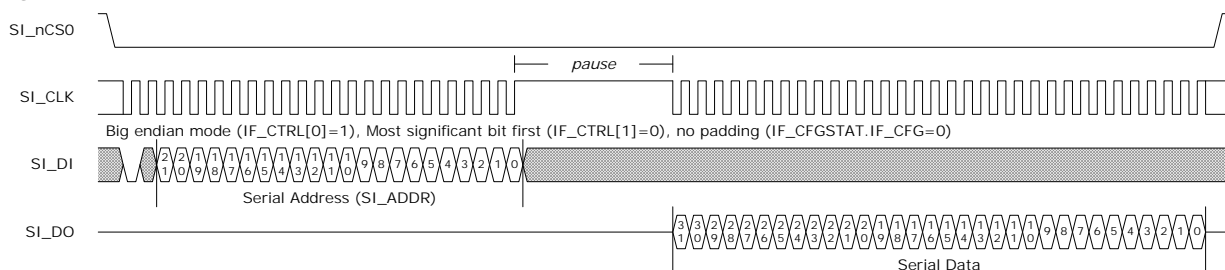 SI_nCS0
pause
SI_CLK
Big endian mode (IF_CTRL[0]=1), Most significant bit first (IF_CTRL[1]=0), no padding (IF_CFGSTAT.IF_CFG=0)
SI_DI
21 20 19 18 17 16 15 14 13 12 11 10 9 8 7 6 5 4 3 2 1 0
Serial Address (SI_ADDR)
SI_DO
31 30 29 28 27 26 25 24 23 22 21 20 19 18 17 16 15 14 13 12 11 10 9 8 7 6 5 4 3 2 1 0
Serial Data